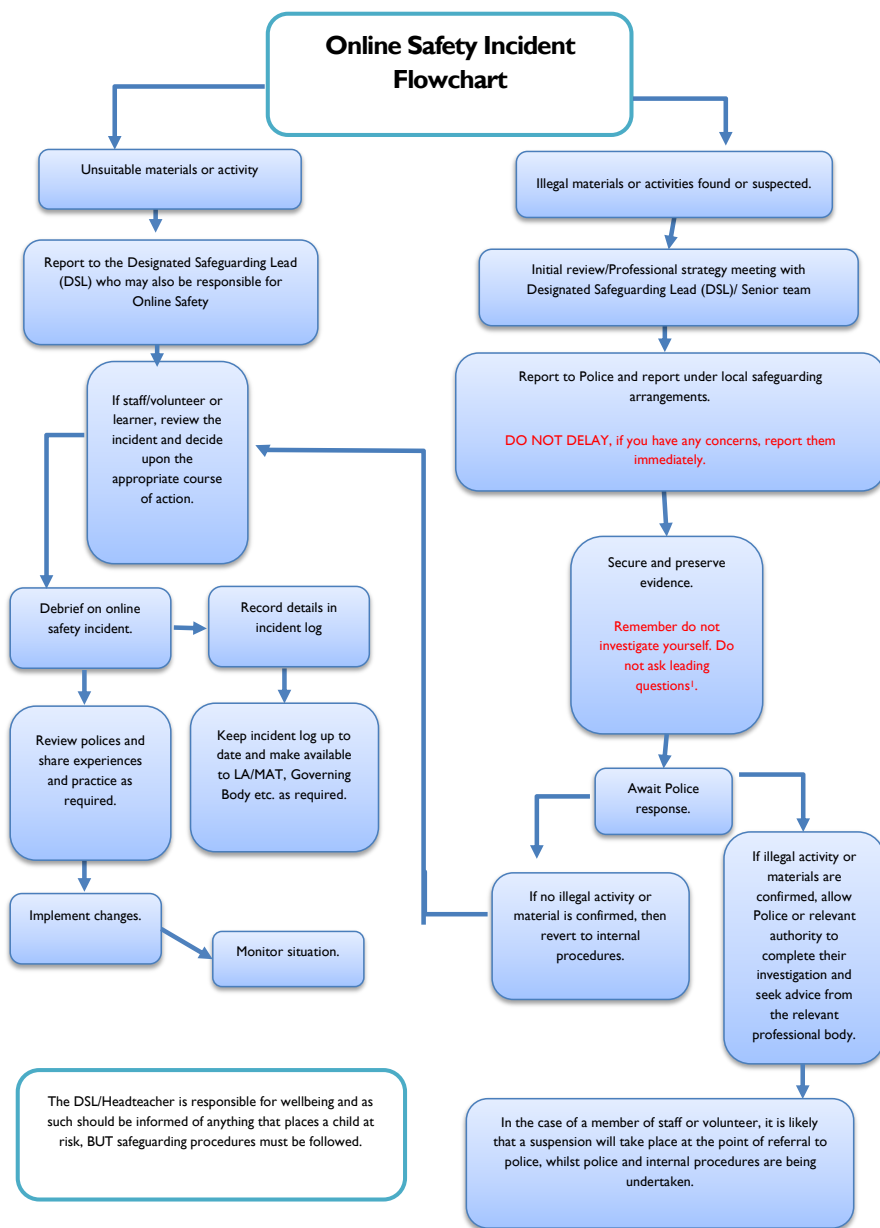 Online Safety Incident
Flowchart
Unsuitable materials or activity
Report to the Designated Safeguarding Lead
(DSL) who may also be responsible for
Online Safety
If staff/volunteer or
learner, review the
incident and decide
upon the
appropriate course
of action.
Debrief on online
safety incident.
Record details in
incident log
Review polices and
share experiences
and practice as
required.
Keep incident log up to
date and make available
to LA/MAT, Governing
Body etc. as required.
Implement changes.
Monitor situation.
Illegal materials or activities found or suspected.
Initial review/Professional strategy meeting with
Designated Safeguarding Lead (DSL)/ Senior team
Report to Police and report under local safeguarding
arrangements.
DO NOT DELAY, if you have any concerns, report them
immediately.
Secure and preserve
evidence.
Remember do not
investigate yourself. Do
not ask leading
questions¹.
Await Police
response.
If no illegal activity or
material is confirmed, then
revert to internal
procedures.
If illegal activity or
materials are
confirmed, allow
Police or relevant
authority to
complete their
investigation and
seek advice from
the relevant
professional body.
In the case of a member of staff or volunteer, it is likely
that a suspension will take place at the point of referral to
police, whilst police and internal procedures are being
undertaken.
The DSL/Headteacher is responsible for wellbeing and as
such should be informed of anything that places a child at
risk, BUT safeguarding procedures must be followed.